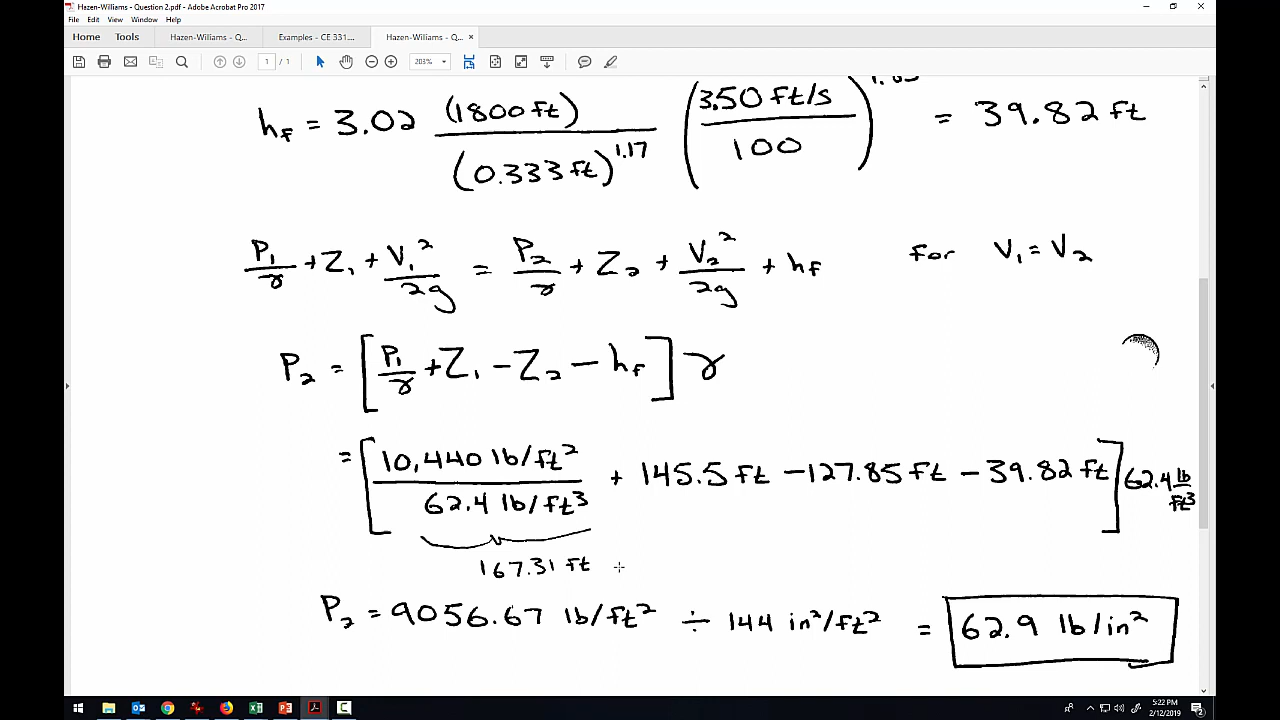 Hazen-Williams - Question 2.pdf - Adobe Acrobat Pro 2017
File Edit View Window Help
Home Tools Hazen-Wiliams - Q... Examples - CE 331.... Hazen-Wiliams - Q... ×
1 / 1 203%
h_f = 3.02 (1800 ft) / (0.333 ft)^1.17 (3.50 ft/s / 100)^1.85 = 39.82 ft
P₁/γ + Z₁ + V₁²/2g = P₂/γ + Z₂ + V₂²/2g + h_f for V₁ = V₂
P₂ = [P₁/γ + Z₁ - Z₂ - h_f] γ
= [10,440 lb/ft² / 62.4 lb/ft³ + 145.5 ft - 127.85 ft - 39.82 ft] 62.4 lb/ft³
167.31 ft
P₂ = 9056.67 lb/ft² ÷ 144 in²/ft² = 62.9 lb/in²
5:22 PM
2/12/2019